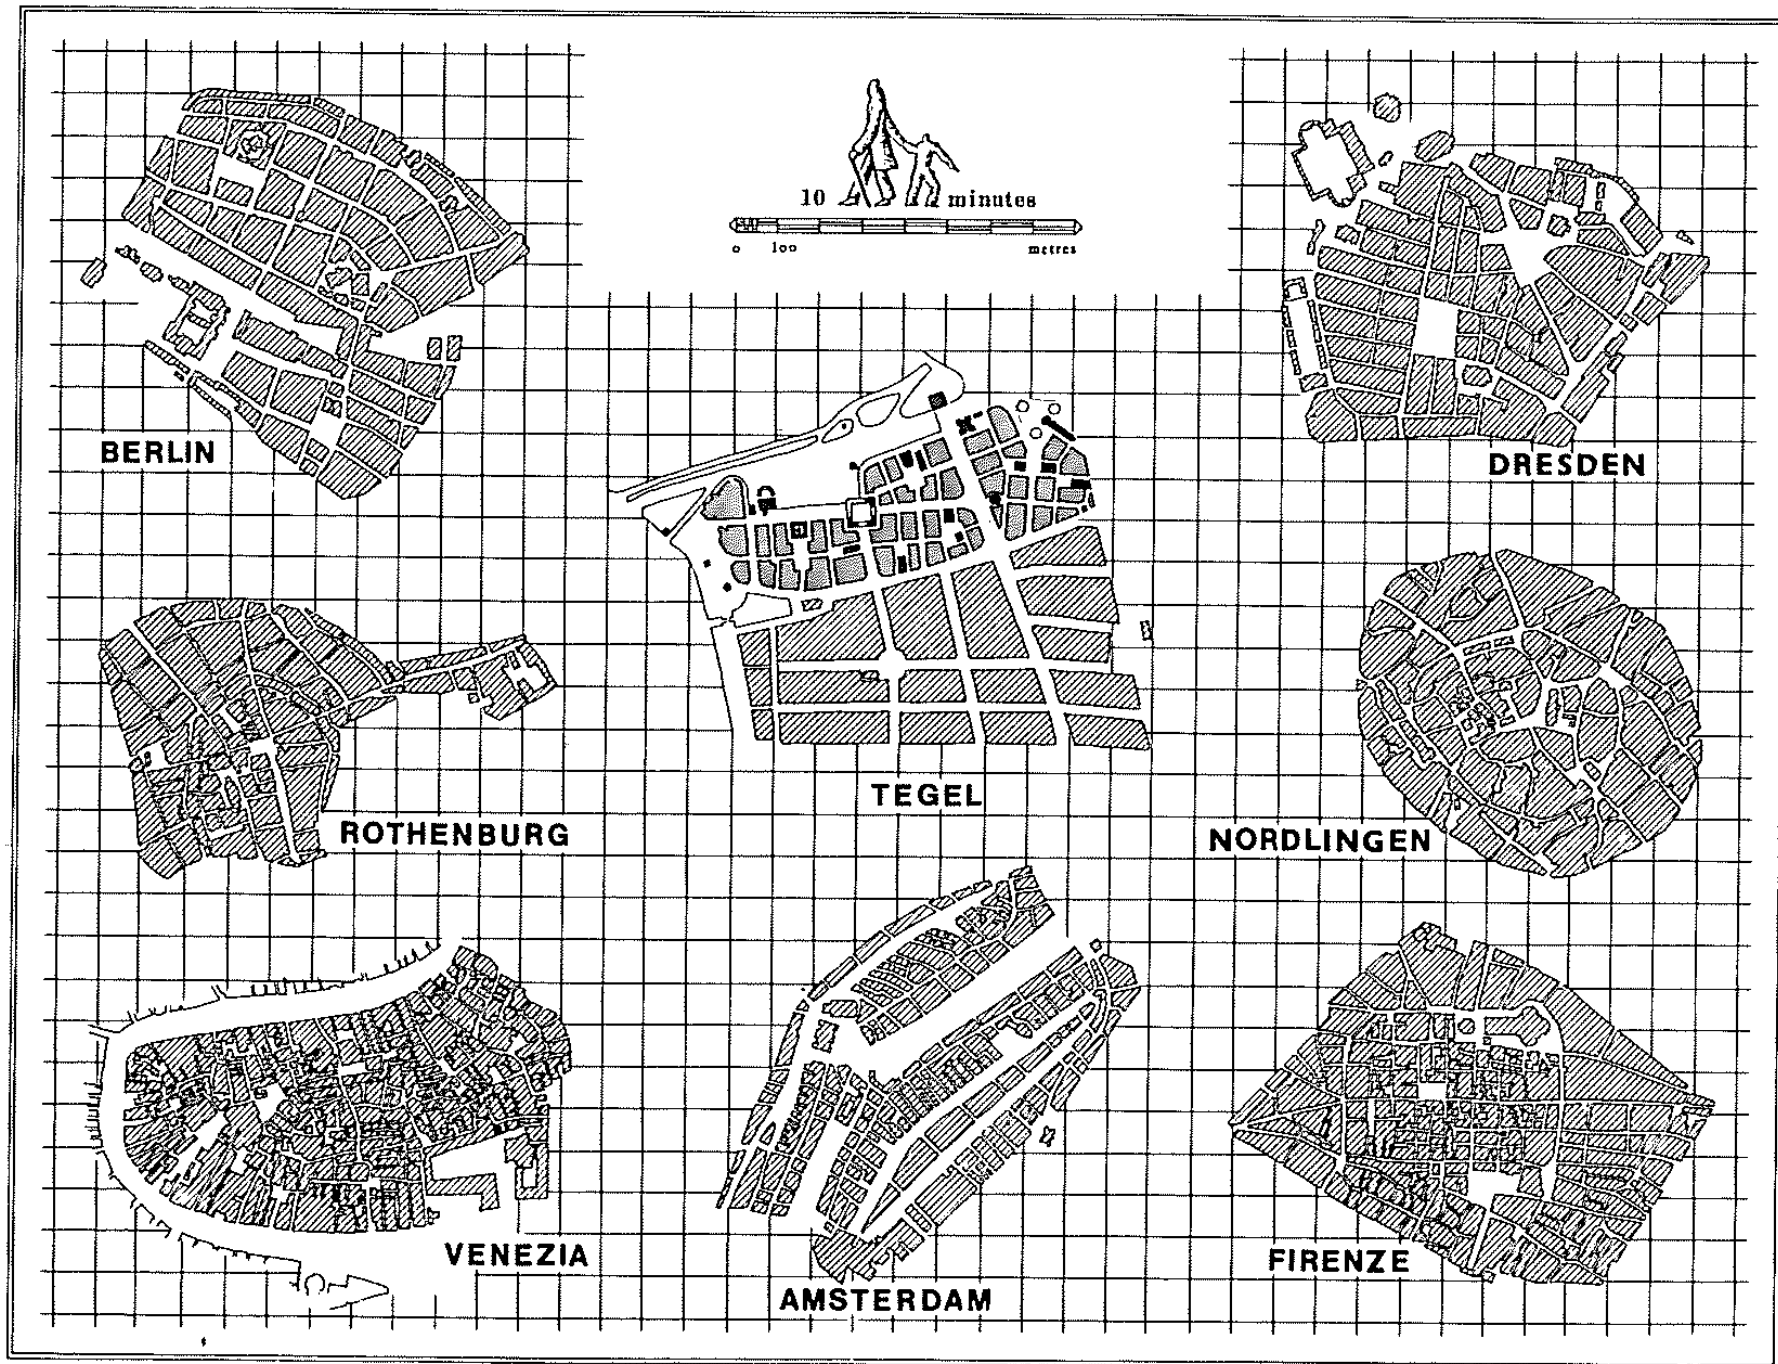 10 minutes
0 100 metres
BERLIN
DRESDEN
TEGEL
ROTHENBURG
NORDLINGEN
VENEZIA
AMSTERDAM
FIRENZE